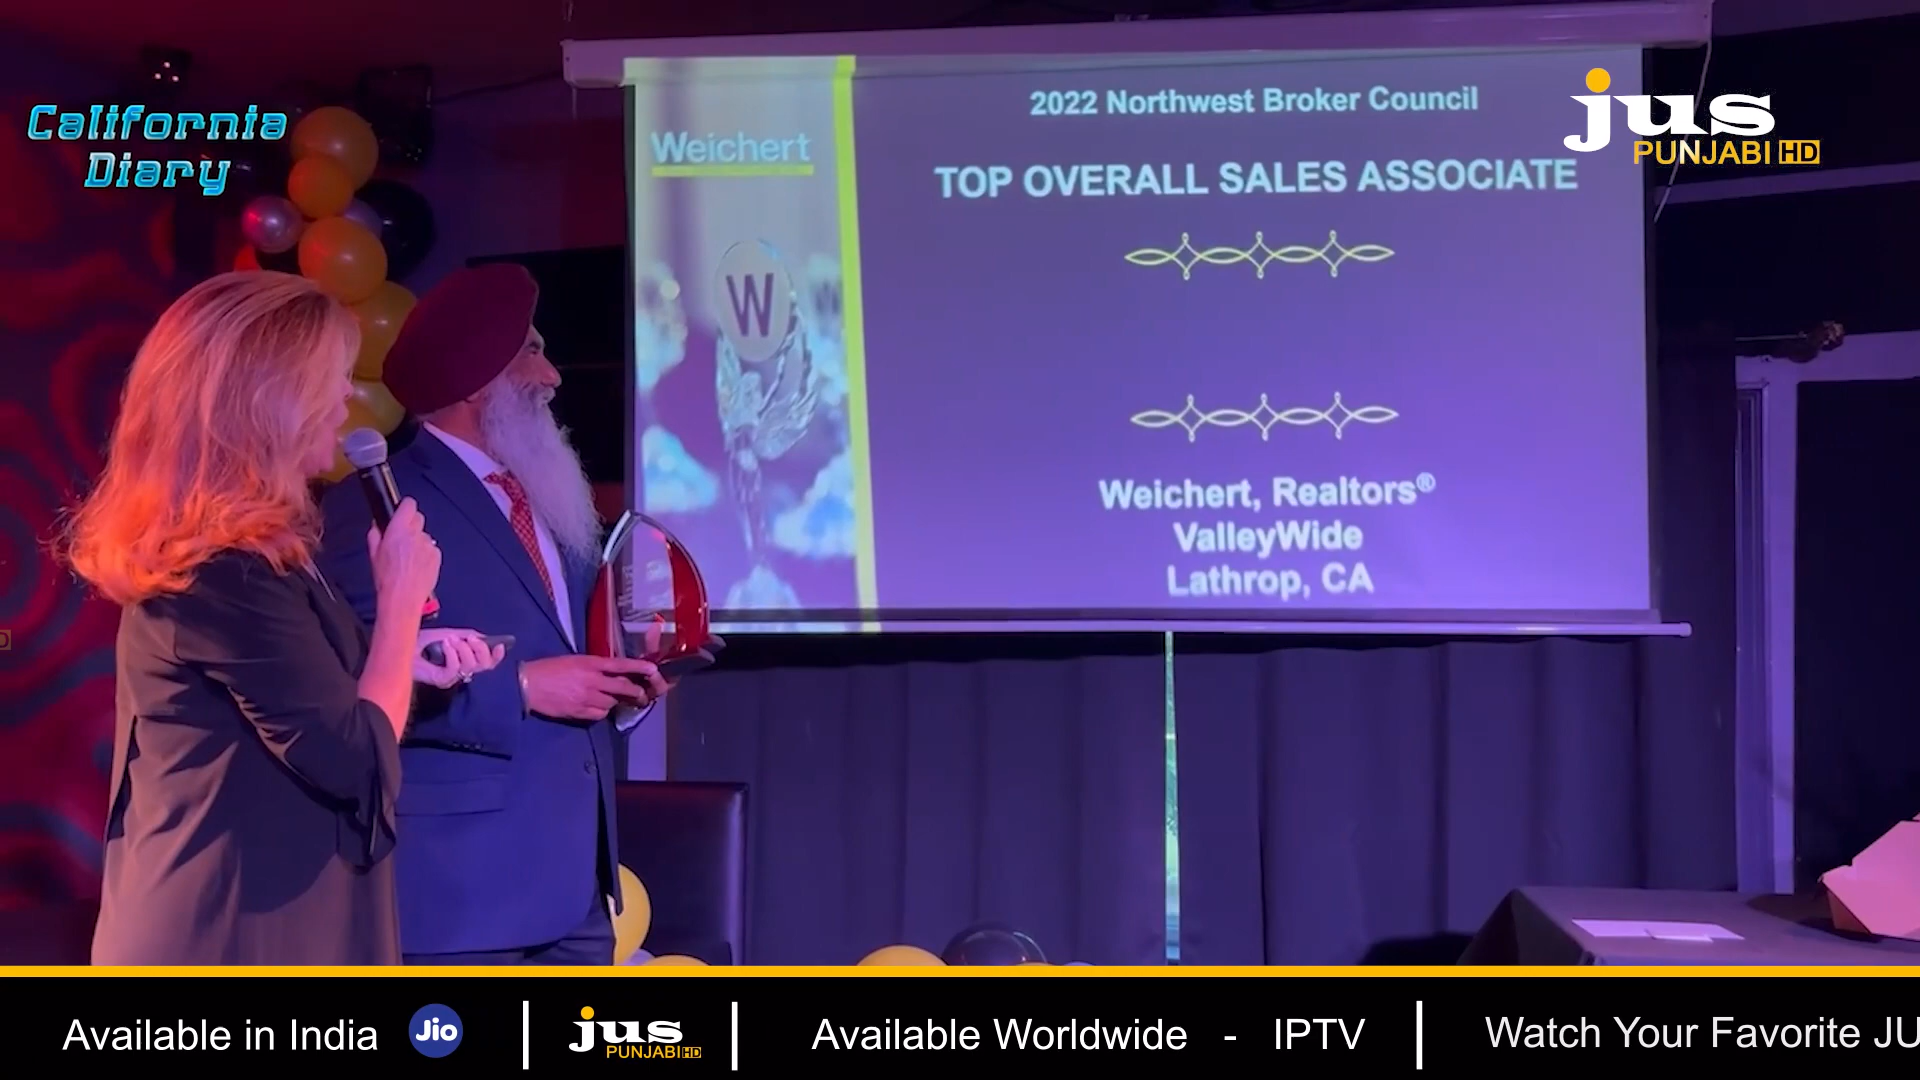 California
Diary
jus
PUNJABI HD
2022 Northwest Broker Council
TOP OVERALL SALES ASSOCIATE
Weichert
W
Weichert, Realtors®
ValleyWide
Lathrop, CA
Available in India Jio | jus PUNJABI HD | Available Worldwide - IPTV | Watch Your Favorite JU